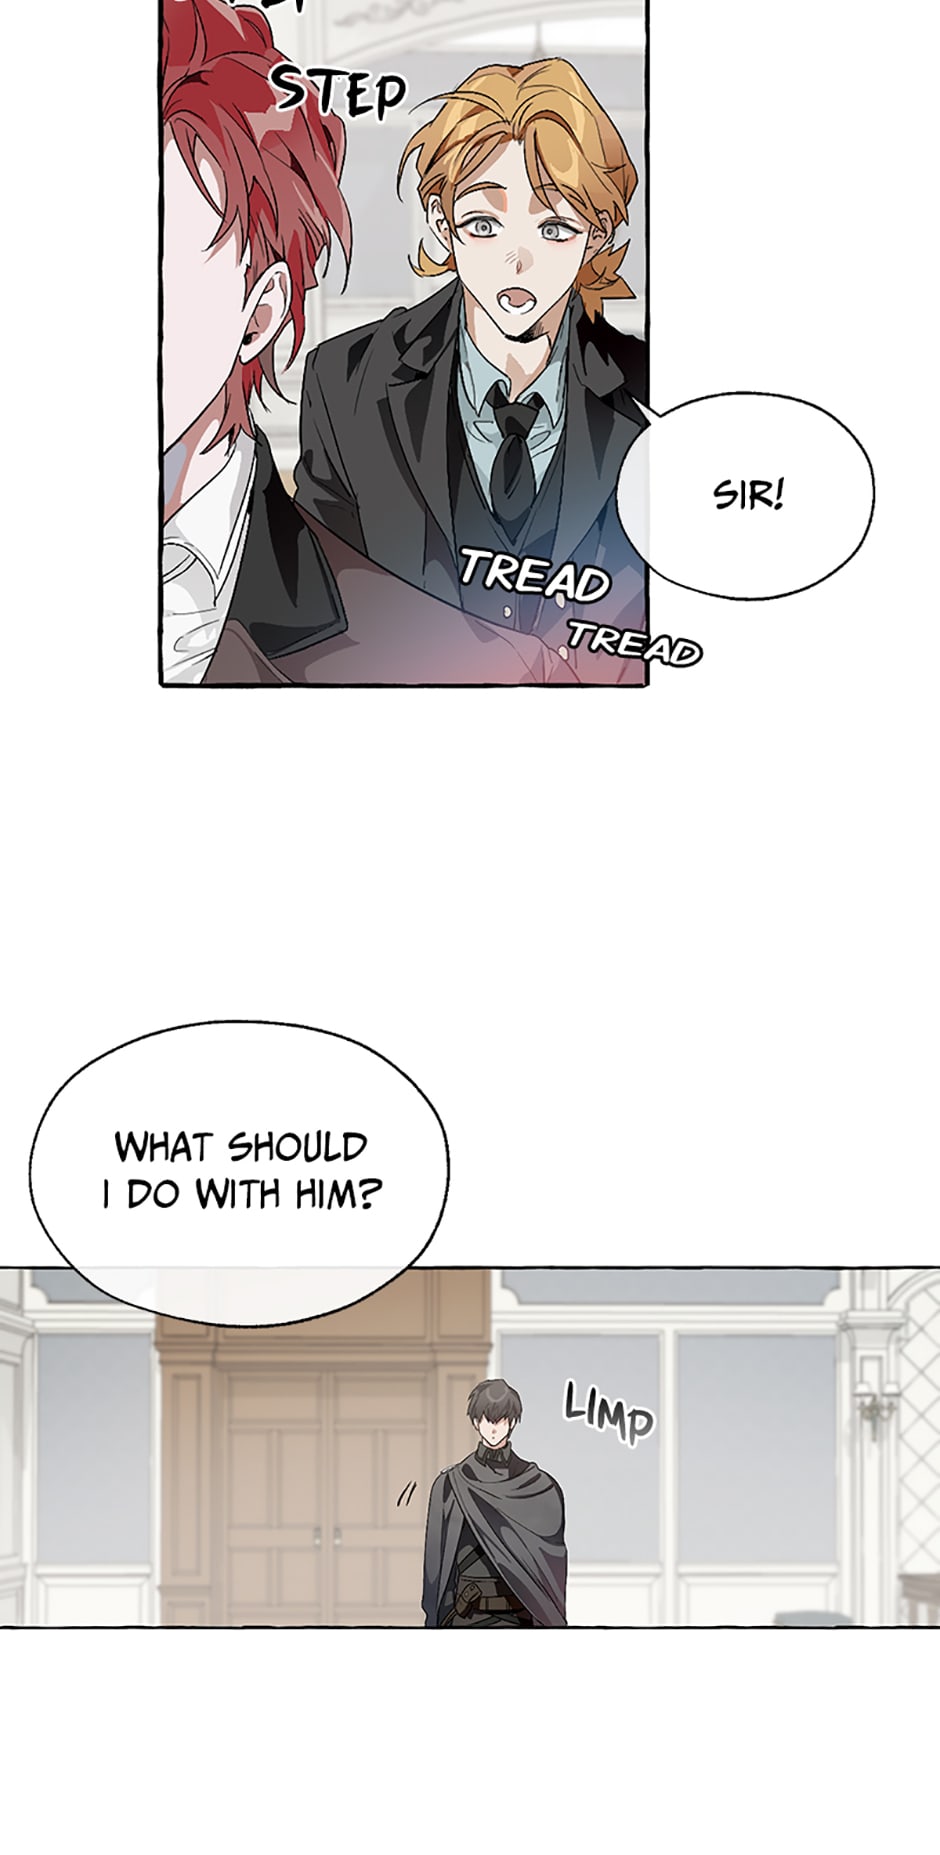 STEP
SIR!
TREAD
TREAD
WHAT SHOULD
I DO WITH HIM?
LIMP